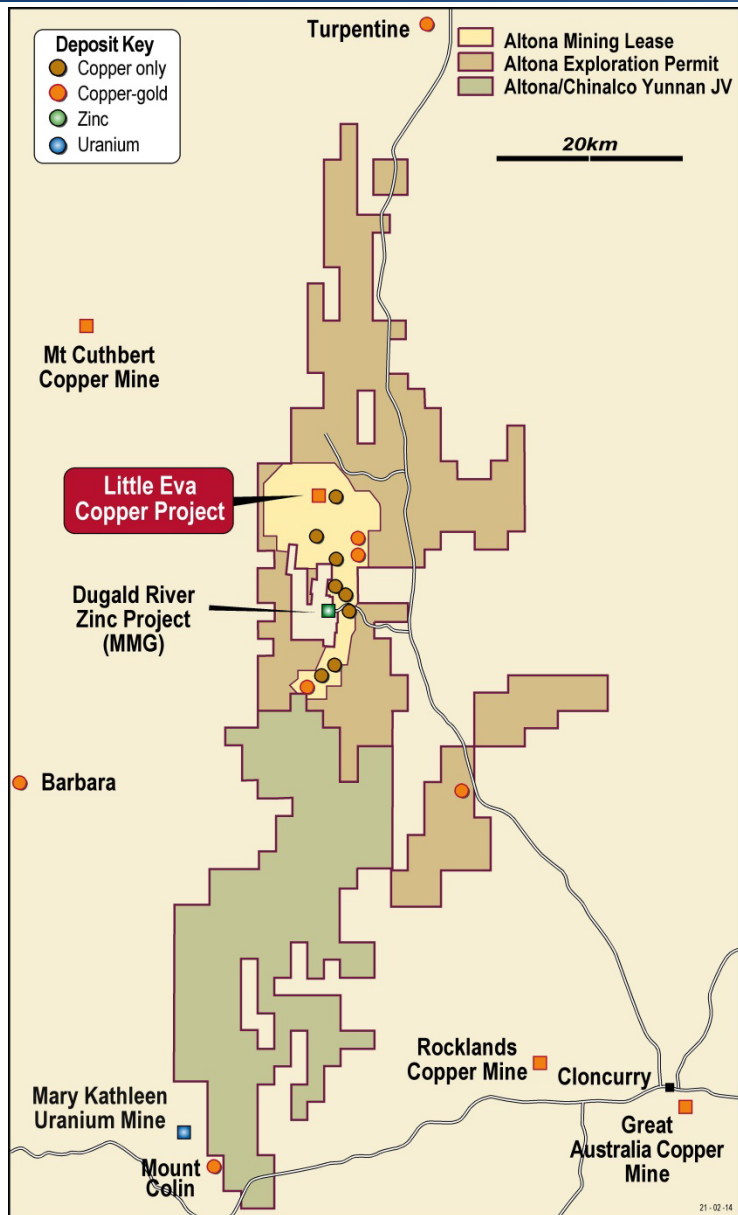 Deposit Key
Copper only
Copper-gold
Zinc
Uranium
Turpentine
Altona Mining Lease
Altona Exploration Permit
Altona/Chinalco Yunnan JV
20km
Mt Cuthbert
Copper Mine
Little Eva
Copper Project
Dugald River
Zinc Project
(MMG)
Barbara
Rocklands
Copper Mine
Cloncurry
Mary Kathleen
Uranium Mine
Great
Australia Copper
Mine
Mount
Colin
21-02-14